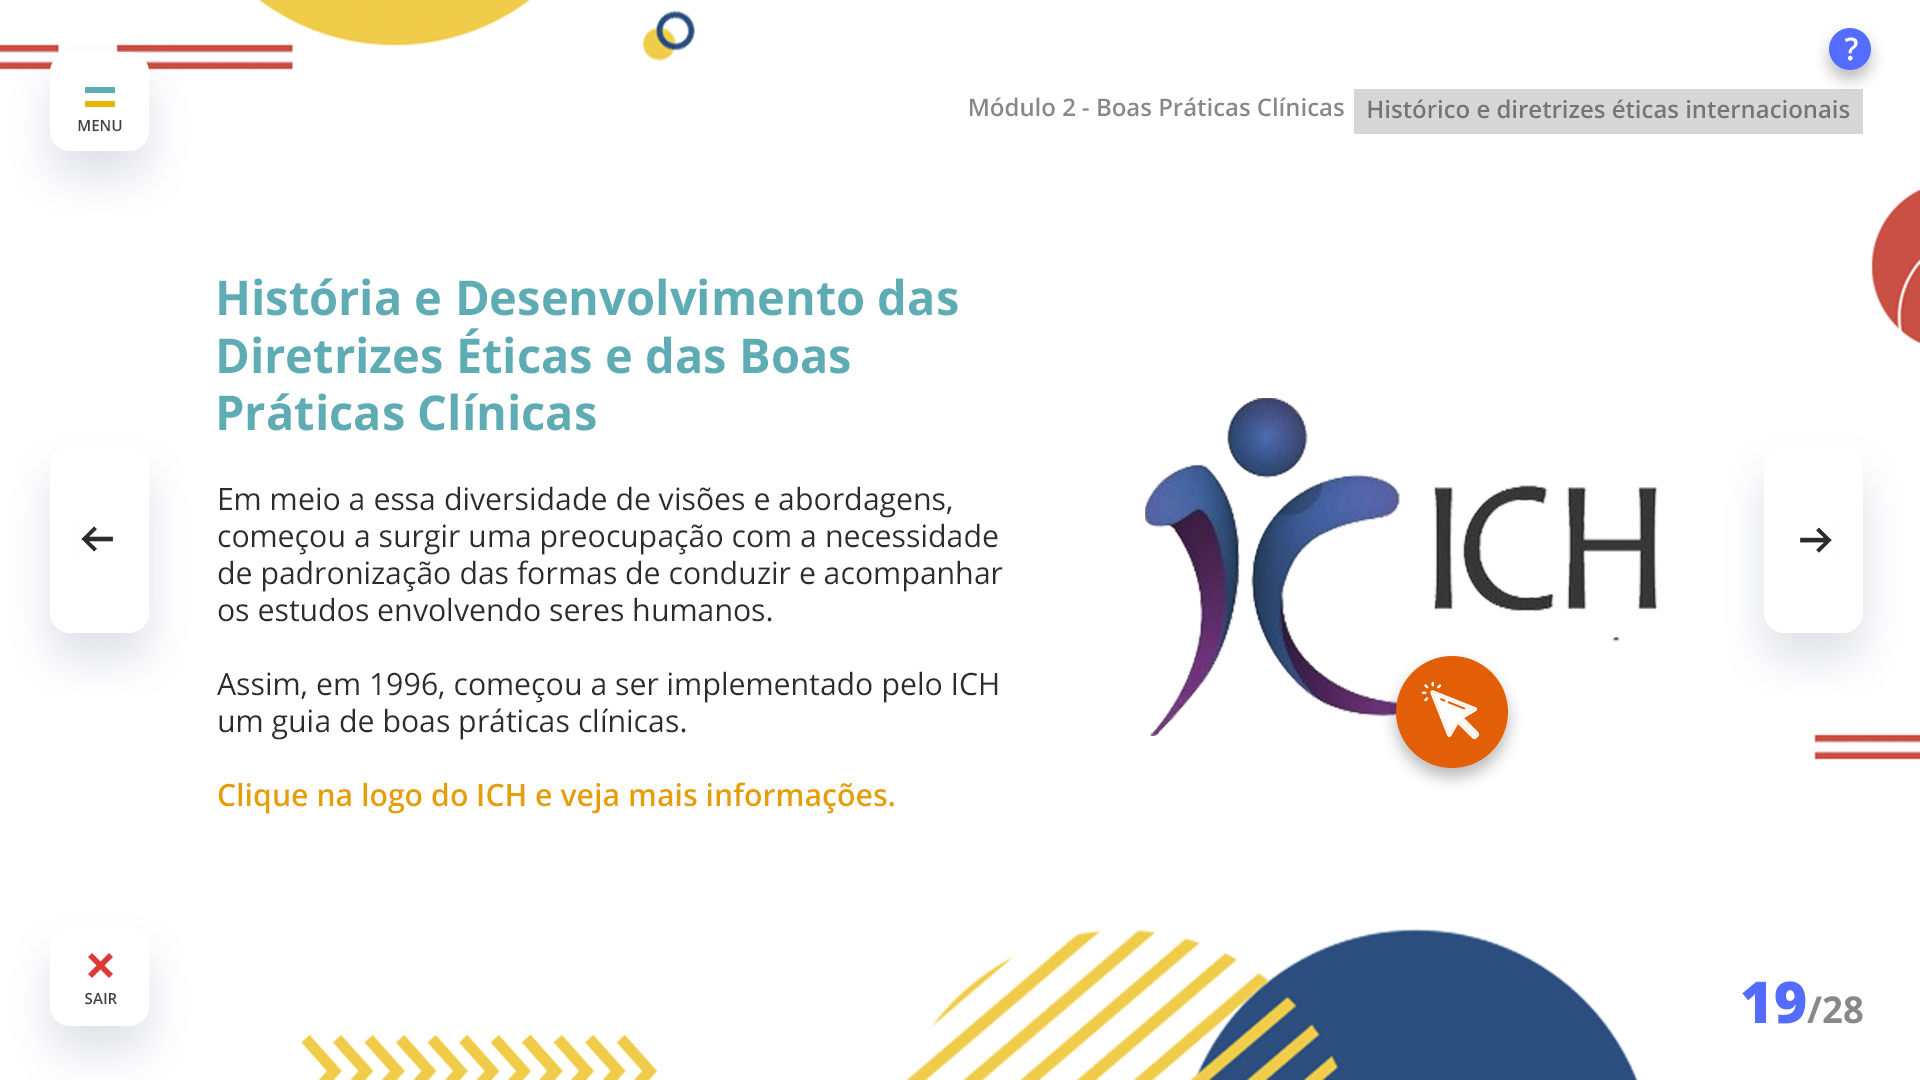 ?
MENU
Módulo 2 - Boas Práticas Clínicas
Histórico e diretrizes éticas internacionais
História e Desenvolvimento das
Diretrizes Éticas e das Boas
Práticas Clínicas
Em meio a essa diversidade de visões e abordagens,
começou a surgir uma preocupação com a necessidade
de padronização das formas de conduzir e acompanhar
os estudos envolvendo seres humanos.
Assim, em 1996, começou a ser implementado pelo ICH
um guia de boas práticas clínicas.
Clique na logo do ICH e veja mais informações.
ICH
SAIR
19/28